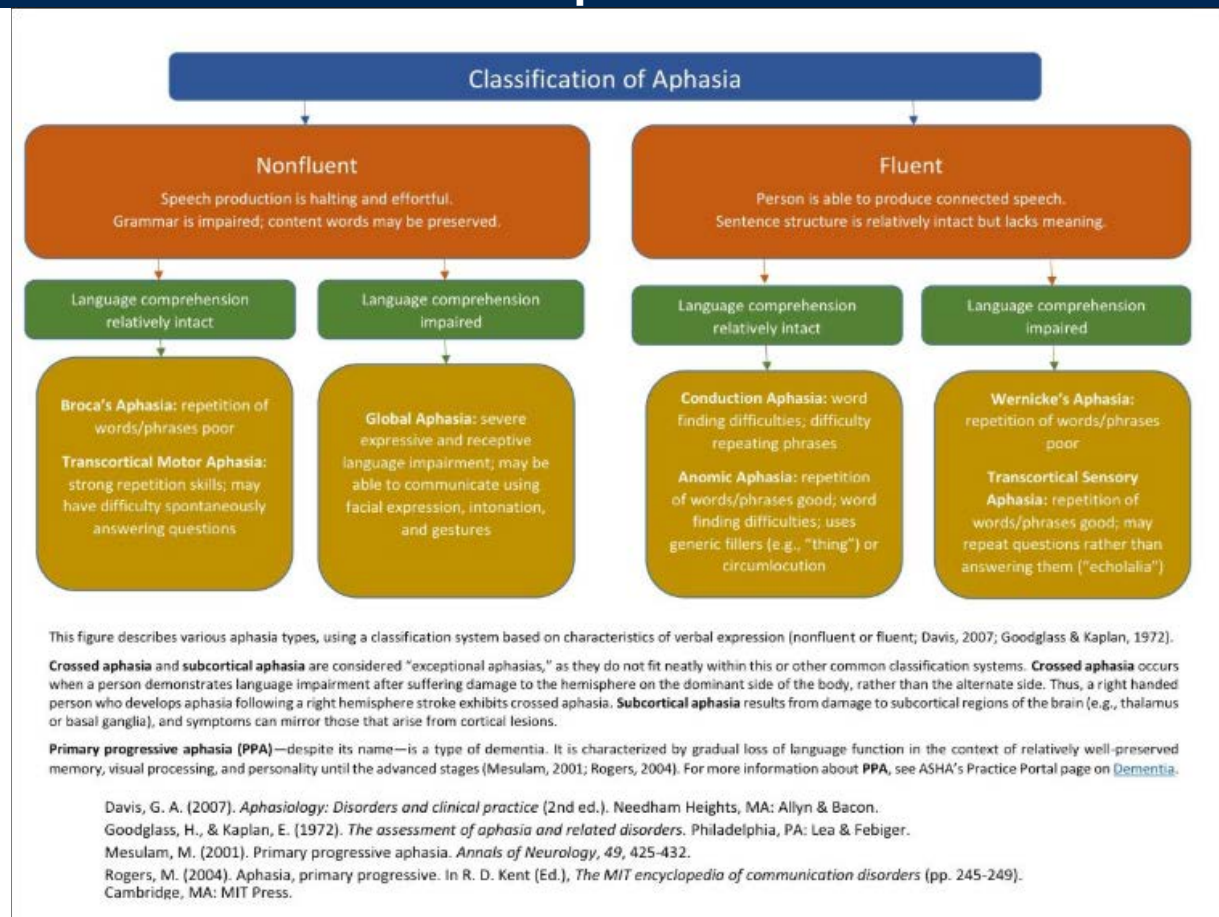 Classification of Aphasia
Nonfluent
Speech production is halting and effortful.
Grammar is impaired; content words may be preserved.
Fluent
Person is able to produce connected speech.
Sentence structure is relatively intact but lacks meaning.
Language comprehension
relatively intact
Language comprehension
impaired
Language comprehension
relatively intact
Language comprehension
impaired
Broca's Aphasia: repetition of
words/phrases poor
Transcortical Motor Aphasia:
strong repetition skills; may
have difficulty spontaneously
answering questions
Global Aphasia: severe
expressive and receptive
language impairment; may be
able to communicate using
facial expression, intonation,
and gestures
Conduction Aphasia: word
finding difficulties; difficulty
repeating phrases
Anomic Aphasia: repetition
of words/phrases good; word
finding difficulties; uses
generic fillers (e.g., "thing") or
circumlocution
Wernicke's Aphasia:
repetition of words/phrases
poor
Transcortical Sensory
Aphasia: repetition of
words/phrases good; may
repeat questions rather than
answering them ("echolalia")
This figure describes various aphasia types, using a classification system based on characteristics of verbal expression (nonfluent or fluent; Davis, 2007; Goodglass & Kaplan, 1972).
Crossed aphasia and subcortical aphasia are considered "exceptional aphasias," as they do not fit neatly within this or other common classification systems. Crossed aphasia occurs
when a person demonstrates language impairment after suffering damage to the hemisphere on the dominant side of the body, rather than the alternate side. Thus, a right handed
person who develops aphasia following a right hemisphere stroke exhibits crossed aphasia. Subcortical aphasia results from damage to subcortical regions of the brain (e.g., thalamus
or basal ganglia), and symptoms can mirror those that arise from cortical lesions.
Primary progressive aphasia (PPA)—despite its name—is a type of dementia. It is characterized by gradual loss of language function in the context of relatively well-preserved
memory, visual processing, and personality until the advanced stages (Mesulam, 2001; Rogers, 2004). For more information about PPA, see ASHA's Practice Portal page on Dementia.
Davis, G. A. (2007). Aphasiology: Disorders and clinical practice (2nd ed.). Needham Heights, MA: Allyn & Bacon.
Goodglass, H., & Kaplan, E. (1972). The assessment of aphasia and related disorders. Philadelphia, PA: Lea & Febiger.
Mesulam, M. (2001). Primary progressive aphasia. Annals of Neurology, 49, 425-432.
Rogers, M. (2004). Aphasia, primary progressive. In R. D. Kent (Ed.), The MIT encyclopedia of communication disorders (pp. 245-249).
Cambridge, MA: MIT Press.